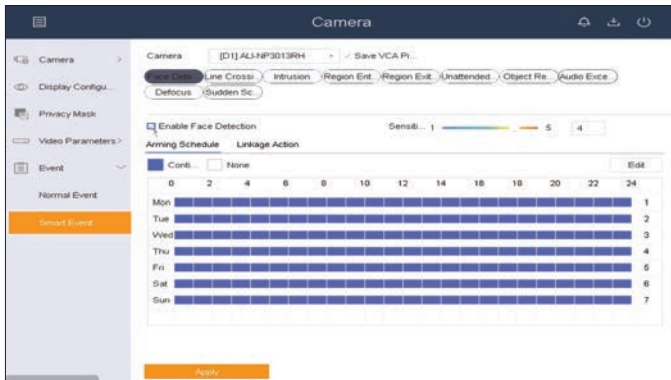 Camera
Camera >
Display Configu...
Privacy Mask
Video Parameters >
Event
Normal Event
Smart Event
Camera [D1] ALI-NP3013RH Save VCA Pi...
Face Dete... Line Crossi... Intrusion Region Ent... Region Exit... Unattended... Object Re... Audio Exce...
Defocus Sudden Sc...
Enable Face Detection Sensiti... 1 5 4
Arming Schedule Linkage Action
Conti... None Edit
0 2 4 6 8 10 12 14 16 18 20 22 24
Mon 1
Tue 2
Wed 3
Thu 4
Fri 5
Sat 6
Sun 7
Apply